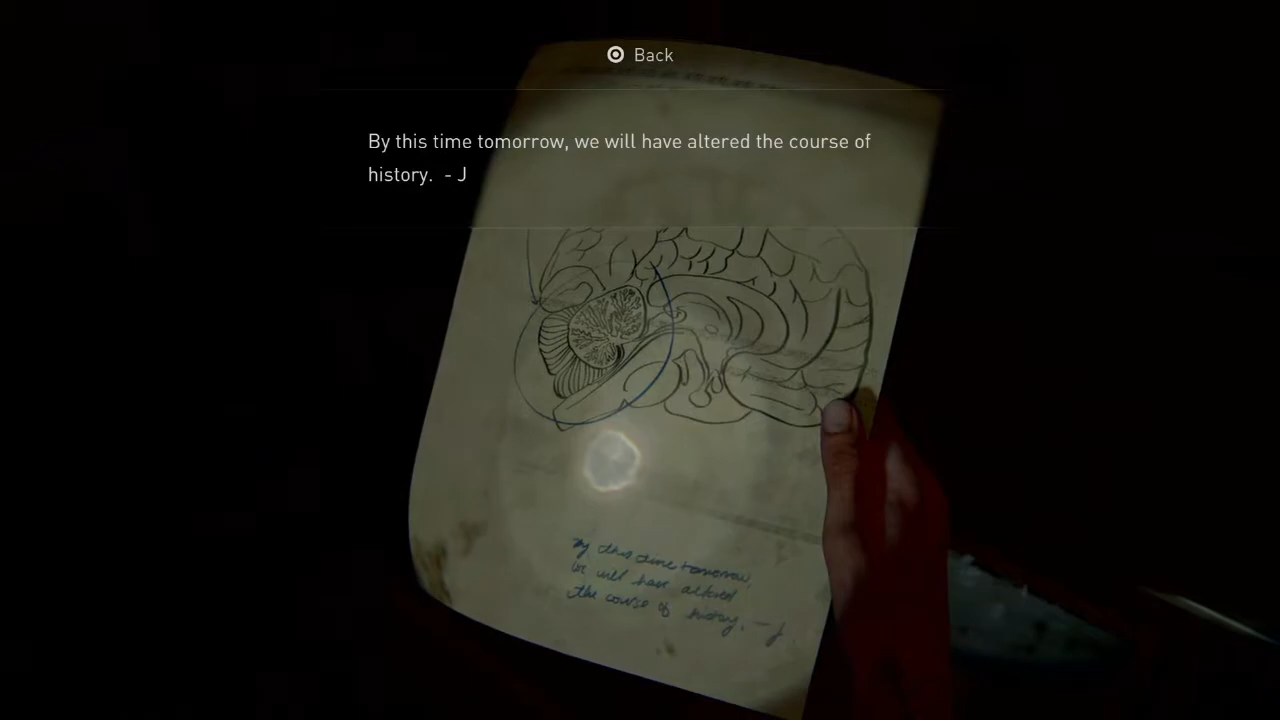 Back
By this time tomorrow, we will have altered the course of
history. - J
By this time tomorrow,
we will have altered
the course of history. — J